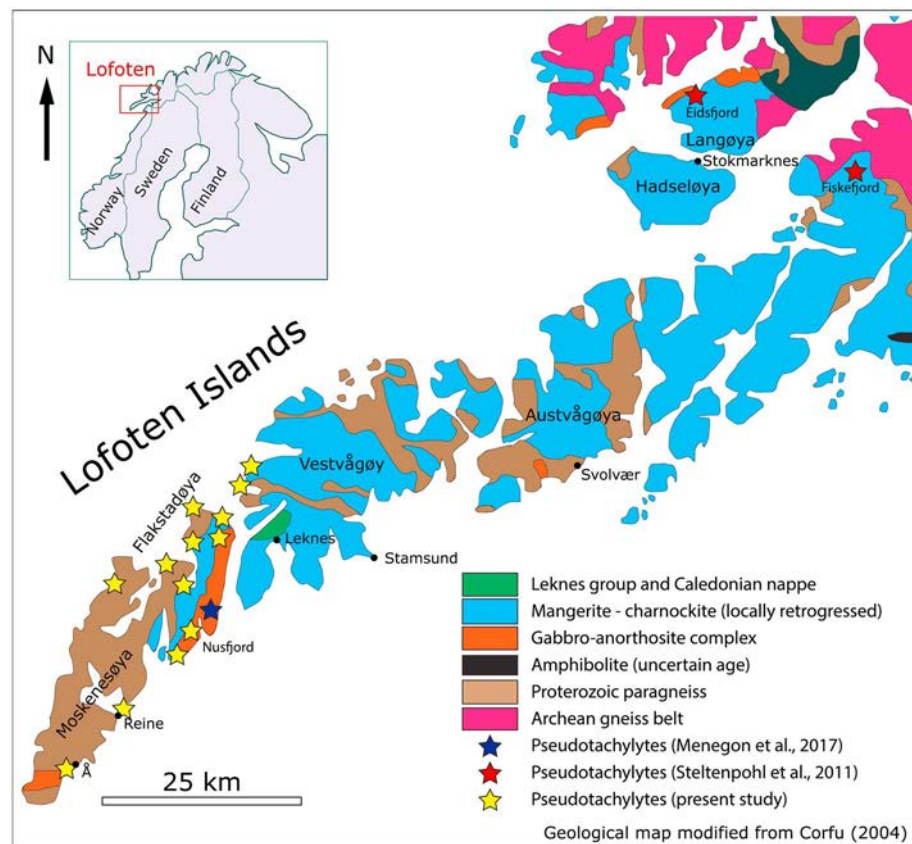 N
Lofoten
Norway
Sweden
Finland
Eidsfjord
Langøya
Stokmarknes
Hadseløya
Fiskefjord
Lofoten Islands
Austvågøya
Vestvågøy
Svolvær
Flakstadøya
Leknes
Stamsund
Nusfjord
Moskenesøya
Reine
Å
25 km
Leknes group and Caledonian nappe
Mangerite - charnockite (locally retrogressed)
Gabbro-anorthosite complex
Amphibolite (uncertain age)
Proterozoic paragneiss
Archean gneiss belt
Pseudotachylytes (Menegon et al., 2017)
Pseudotachylytes (Steltenpohl et al., 2011)
Pseudotachylytes (present study)
Geological map modified from Corfu (2004)